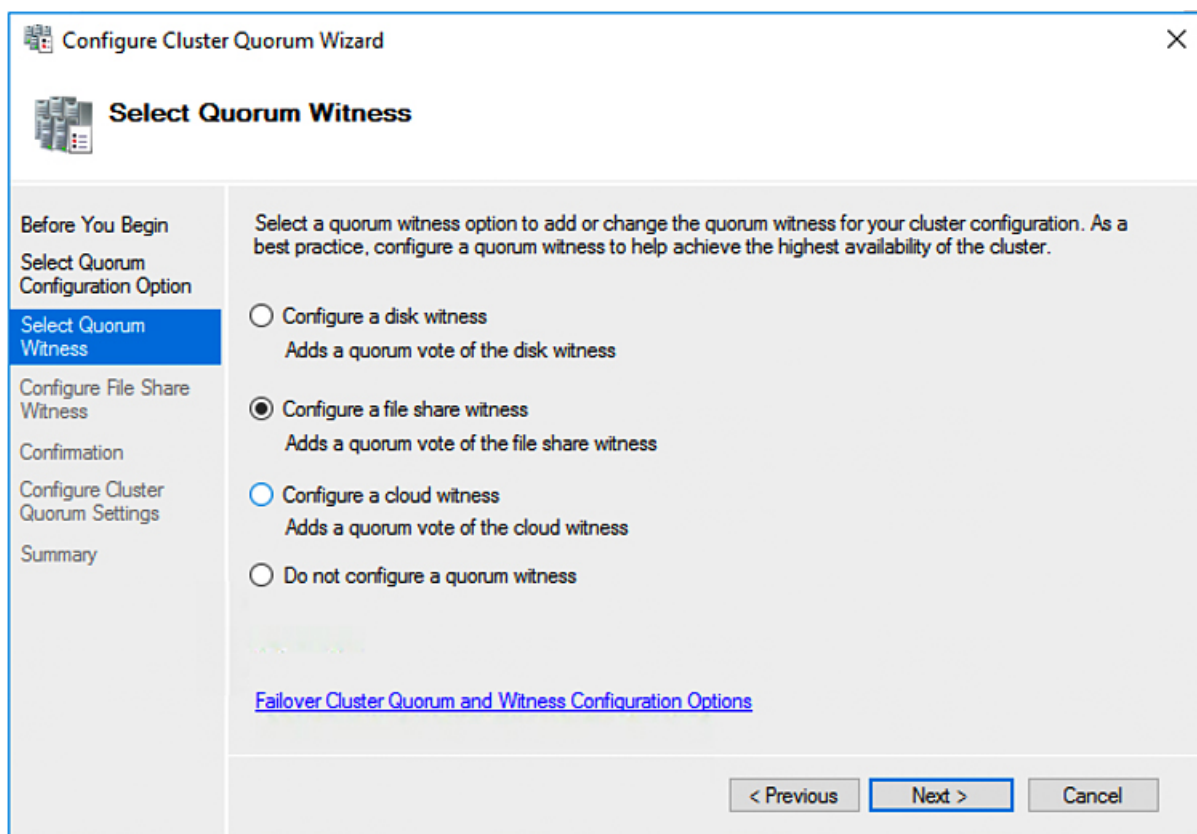 Configure Cluster Quorum Wizard
Select Quorum Witness
Before You Begin
Select Quorum
Configuration Option
Select Quorum
Witness
Configure File Share
Witness
Confirmation
Configure Cluster
Quorum Settings
Summary
Select a quorum witness option to add or change the quorum witness for your cluster configuration. As a
best practice, configure a quorum witness to help achieve the highest availability of the cluster.
Configure a disk witness
Adds a quorum vote of the disk witness
Configure a file share witness
Adds a quorum vote of the file share witness
Configure a cloud witness
Adds a quorum vote of the cloud witness
Do not configure a quorum witness
Failover Cluster Quorum and Witness Configuration Options
< Previous
Next >
Cancel